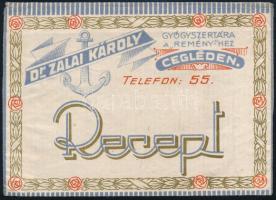 Dr. ZALAI KÁROLY
GYÓGYSZERTÁRA
A „REMÉNY”-HEZ
CEGLÉDEN.
TELEFON: 55.
Recept